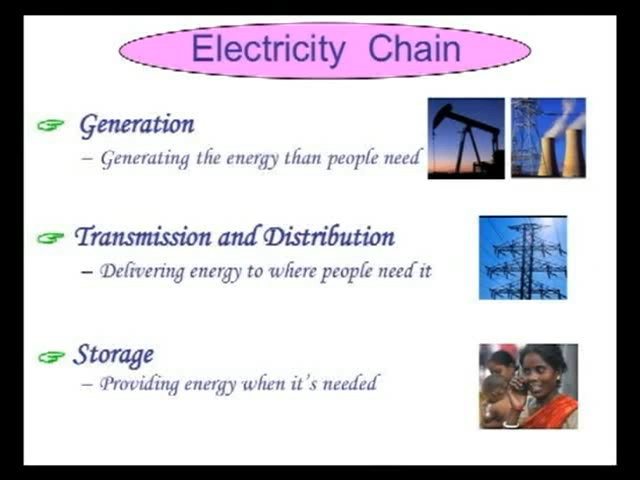 Electricity Chain
Generation
– Generating the energy than people need
Transmission and Distribution
– Delivering energy to where people need it
Storage
– Providing energy when it's needed